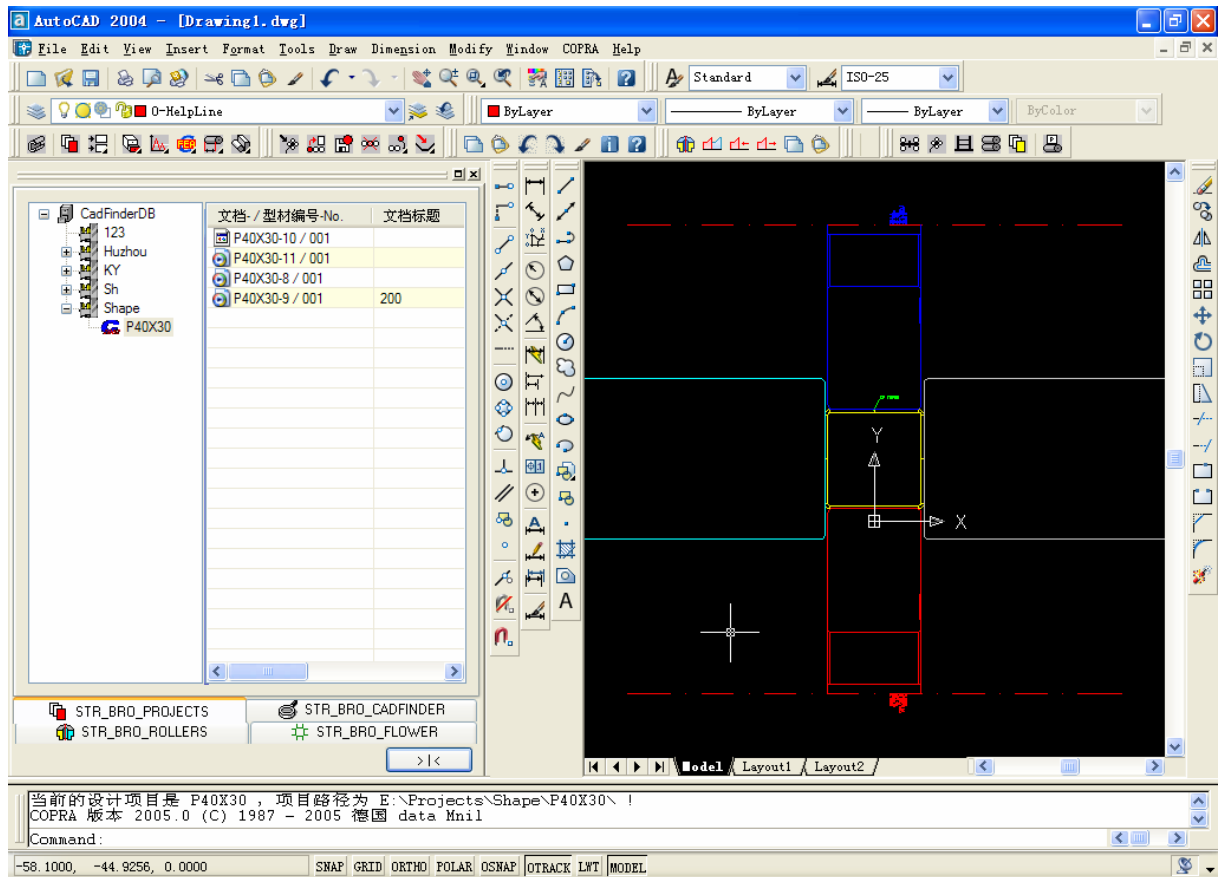 AutoCAD 2004 - [Drawing1.dwg]
File Edit View Insert Format Tools Draw Dimension Modify Window COPRA Help
Standard ISO-25
0-HelpLine ByLayer ByLayer ByLayer ByColor
CadFinderDB
123
Huzhou
KY
Sh
Shape
P40X30
文档- / 型材编号-No. 文档标题
P40X30-10 / 001
P40X30-11 / 001
P40X30-8 / 001
P40X30-9 / 001 200
Y
X
STR_BRO_PROJECTS STR_BRO_CADFINDER
STR_BRO_ROLLERS STR_BRO_FLOWER
>|<
Model Layout1 Layout2
当前的设计项目是 P40X30 , 项目路径为 E:\Projects\Shape\P40X30\ !
COPRA 版本 2005.0 (C) 1987 - 2005 德国 data Mnil
Command:
-58.1000, -44.9256, 0.0000 SNAP GRID ORTHO POLAR OSNAP OTRACK LWT MODEL